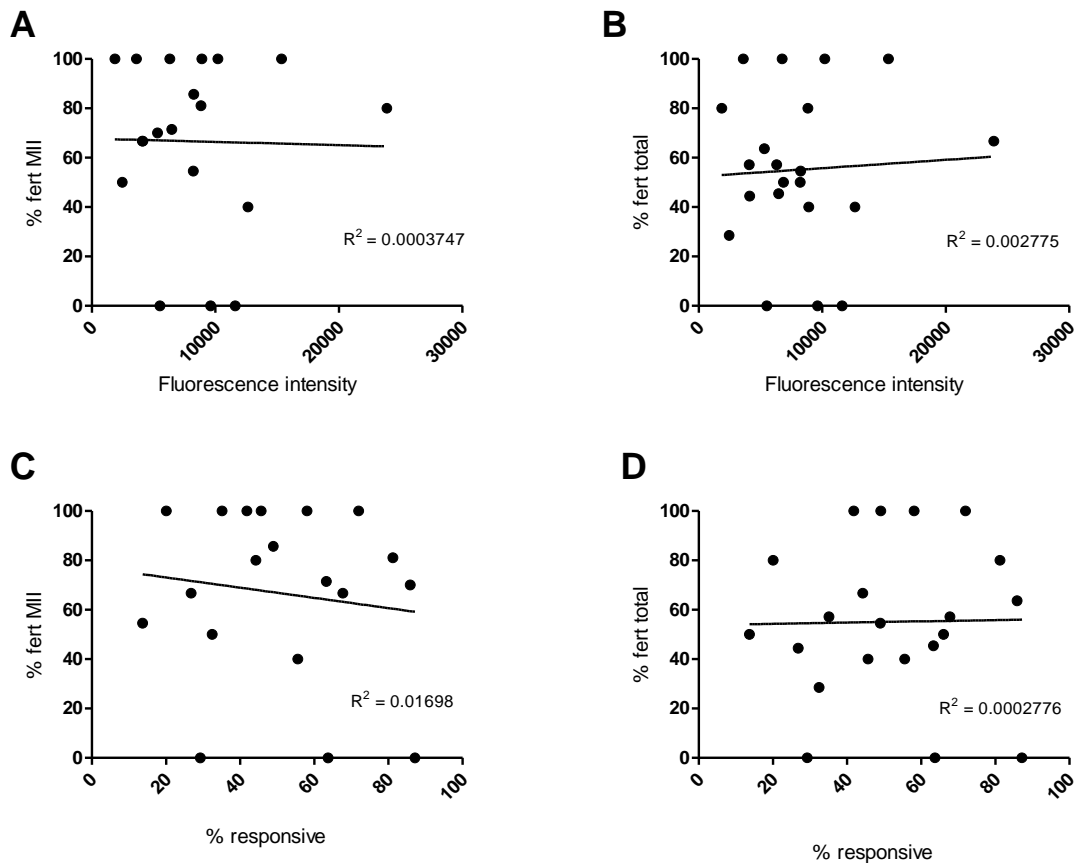 A
% fert MII
100
80
60
40
20
0
R² = 0.0003747
0
10000
20000
30000
Fluorescence intensity
B
% fert total
100
80
60
40
20
0
R² = 0.002775
0
10000
20000
30000
Fluorescence intensity
C
% fert MII
100
80
60
40
20
0
R² = 0.01698
0
20
40
60
80
100
% responsive
D
% fert total
100
80
60
40
20
0
R² = 0.0002776
0
20
40
60
80
100
% responsive